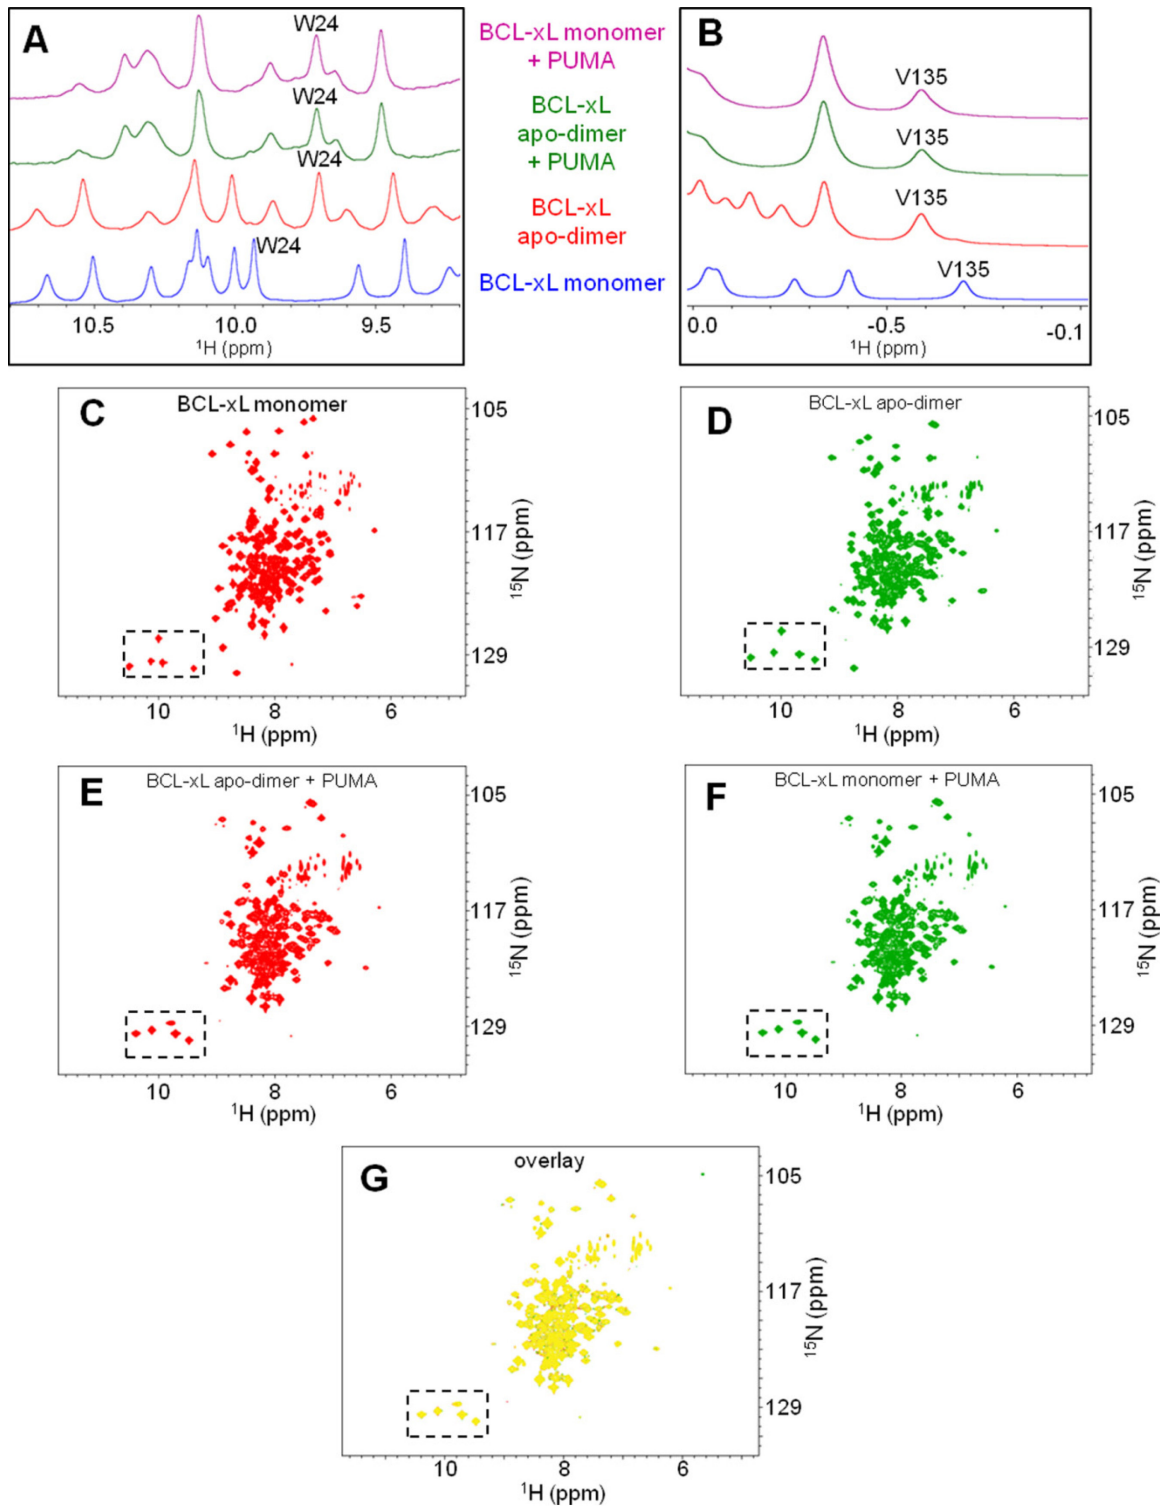 A
W24
W24
W24
W24
10.5
10.0
9.5
¹H (ppm)
BCL-xL monomer
+ PUMA
BCL-xL
apo-dimer
+ PUMA
BCL-xL
apo-dimer
BCL-xL monomer
B
V135
V135
V135
V135
0.0
-0.5
-0.1
¹H (ppm)
C
BCL-xL monomer
105
117
129
¹⁵N (ppm)
10
8
6
¹H (ppm)
D
BCL-xL apo-dimer
105
117
129
¹⁵N (ppm)
10
8
6
¹H (ppm)
E
BCL-xL apo-dimer + PUMA
105
117
129
¹⁵N (ppm)
10
8
6
¹H (ppm)
F
BCL-xL monomer + PUMA
105
117
129
¹⁵N (ppm)
10
8
6
¹H (ppm)
G
overlay
105
117
129
¹⁵N (ppm)
10
8
6
¹H (ppm)